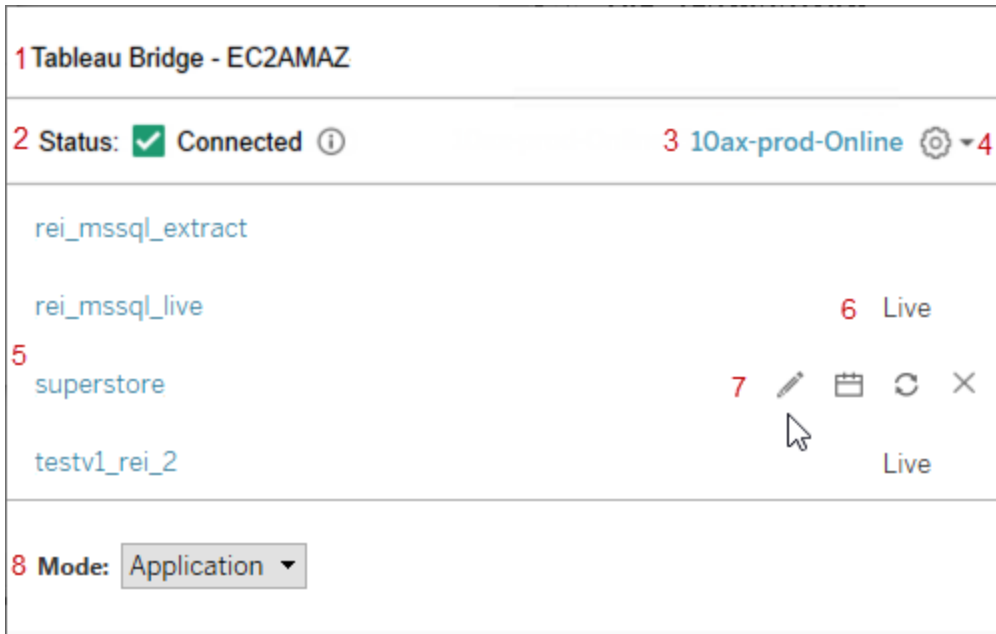 1 Tableau Bridge - EC2AMAZ
2 Status: Connected 3 10ax-prod-Online 4
rei_mssql_extract
rei_mssql_live 6 Live
5
superstore 7
testv1_rei_2 Live
8 Mode: Application